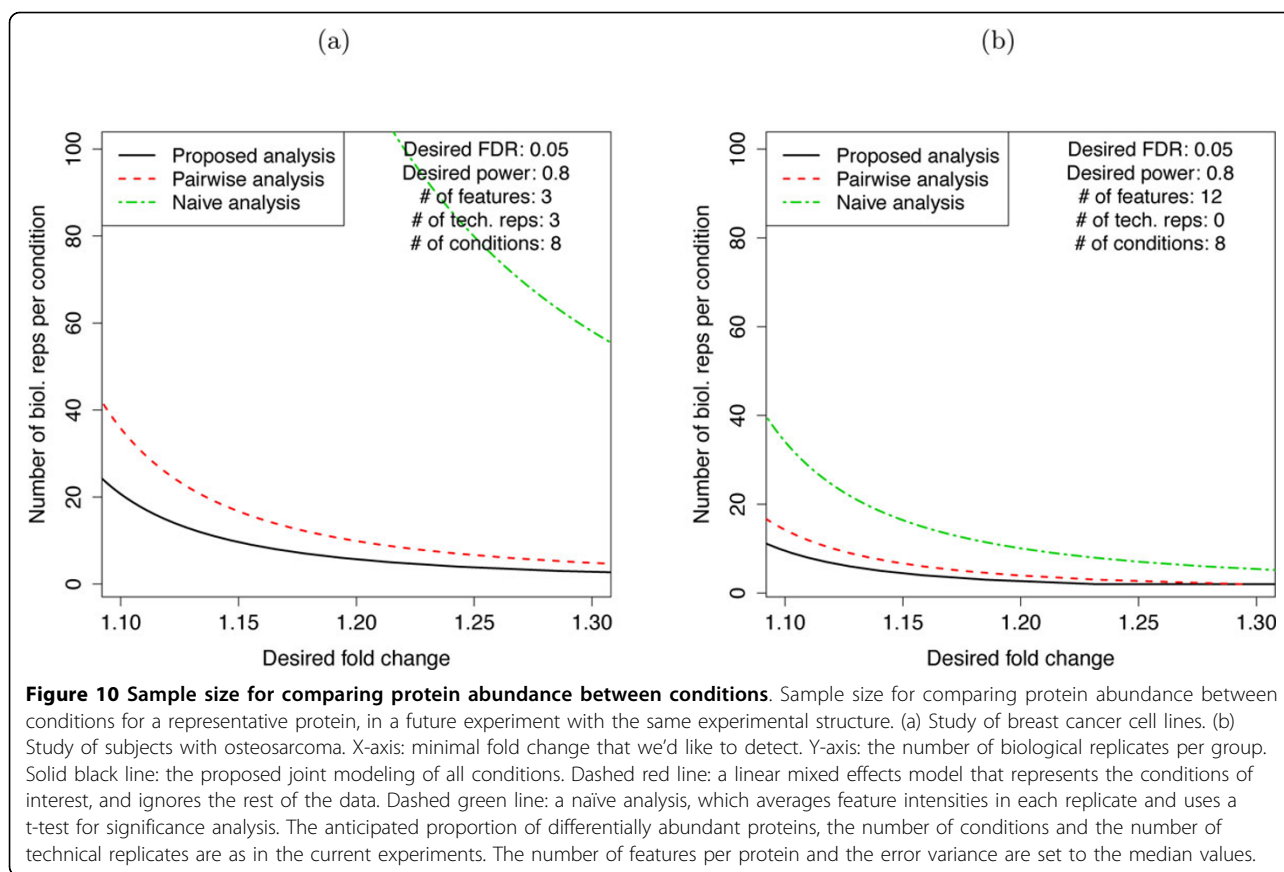 (a)
100
80
60
40
20
0
Number of biol. reps per condition
Proposed analysis
Pairwise analysis
Naive analysis
Desired FDR: 0.05
Desired power: 0.8
# of features: 3
# of tech. reps: 3
# of conditions: 8
1.10 1.15 1.20 1.25 1.30
Desired fold change
(b)
100
80
60
40
20
0
Number of biol. reps per condition
Proposed analysis
Pairwise analysis
Naive analysis
Desired FDR: 0.05
Desired power: 0.8
# of features: 12
# of tech. reps: 0
# of conditions: 8
1.10 1.15 1.20 1.25 1.30
Desired fold change
Figure 10 Sample size for comparing protein abundance between conditions. Sample size for comparing protein abundance between
conditions for a representative protein, in a future experiment with the same experimental structure. (a) Study of breast cancer cell lines. (b)
Study of subjects with osteosarcoma. X-axis: minimal fold change that we'd like to detect. Y-axis: the number of biological replicates per group.
Solid black line: the proposed joint modeling of all conditions. Dashed red line: a linear mixed effects model that represents the conditions of
interest, and ignores the rest of the data. Dashed green line: a naïve analysis, which averages feature intensities in each replicate and uses a
t-test for significance analysis. The anticipated proportion of differentially abundant proteins, the number of conditions and the number of
technical replicates are as in the current experiments. The number of features per protein and the error variance are set to the median values.